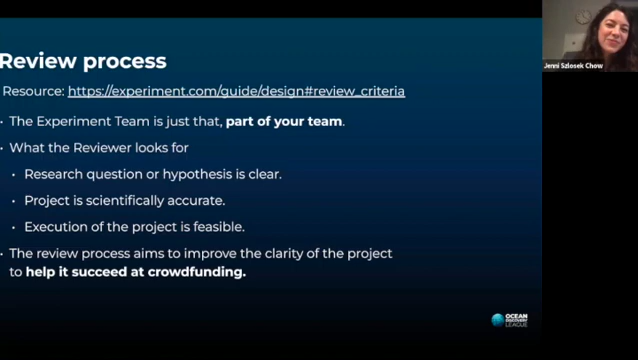 Review process
Resource: https://experiment.com/guide/design#review_criteria
• The Experiment Team is just that, part of your team.
• What the Reviewer looks for
• Research question or hypothesis is clear.
• Project is scientifically accurate.
• Execution of the project is feasible.
• The review process aims to improve the clarity of the project
to help it succeed at crowdfunding.
Jenni Szlosek Chow
OCEAN
DISCOVERY
LEAGUE